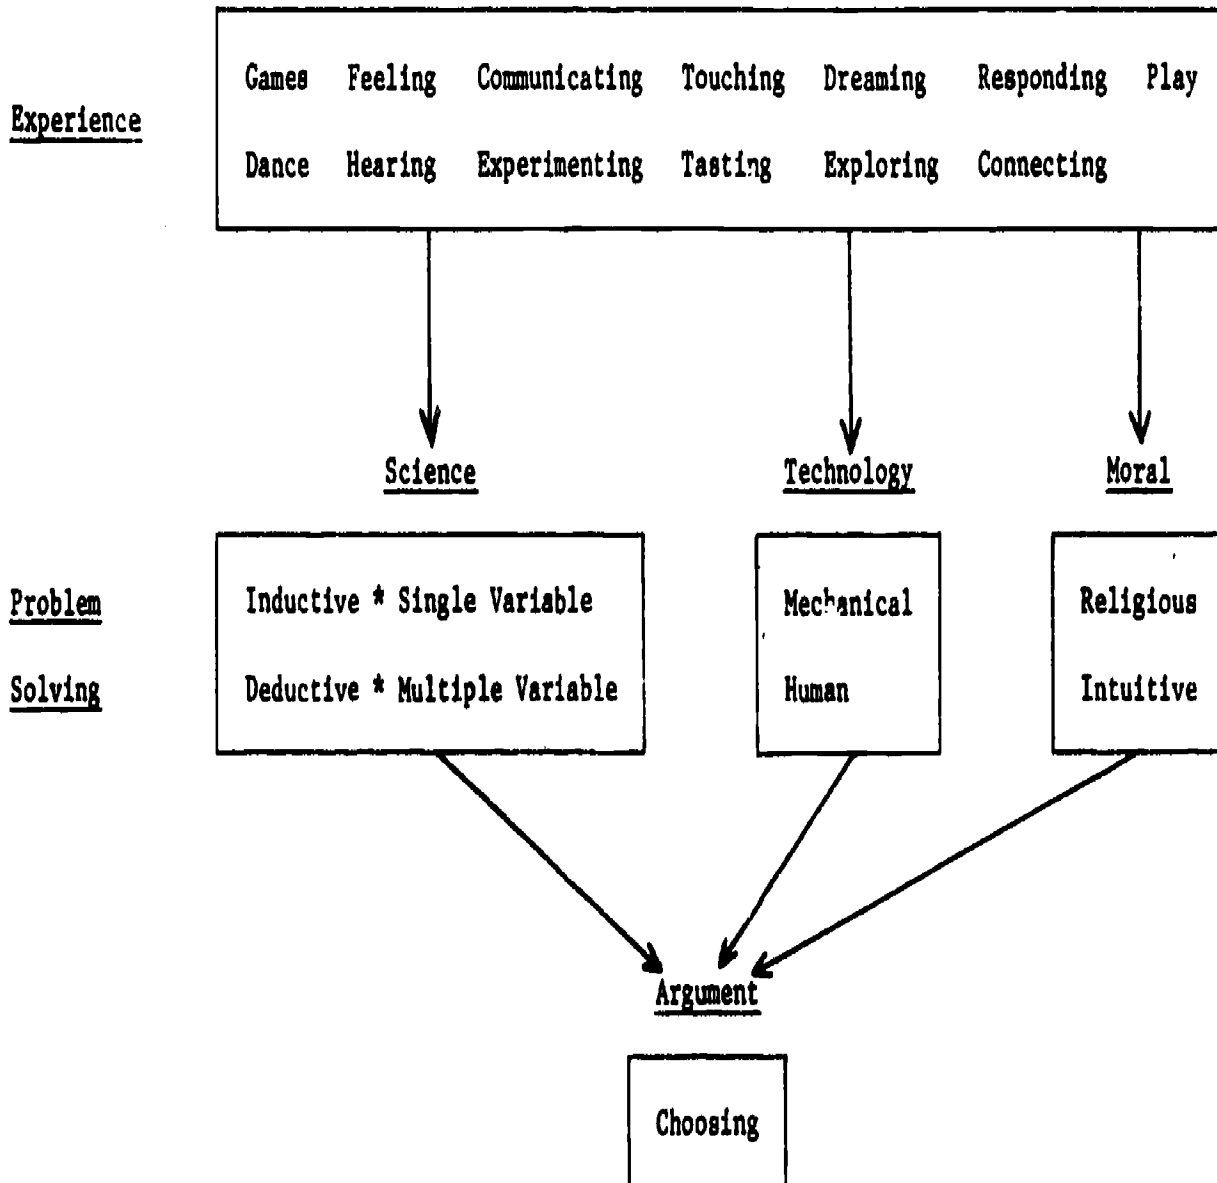 Games Feeling Communicating Touching Dreaming Responding Play
Experience
Dance Hearing Experimenting Tasting Exploring Connecting
Science Technology Moral
Problem Inductive * Single Variable Mechanical Religious
Solving Deductive * Multiple Variable Human Intuitive
Argument
Choosing